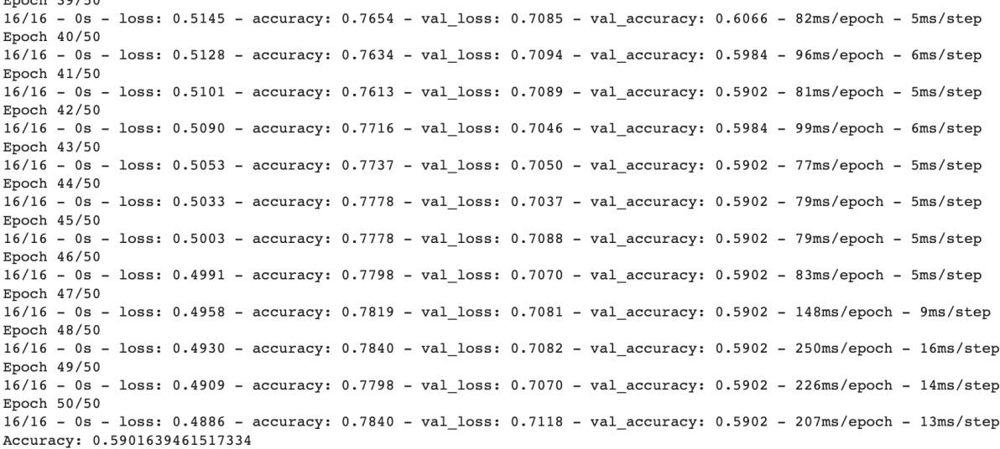 Epoch 39/50
16/16 - 0s - loss: 0.5145 - accuracy: 0.7654 - val_loss: 0.7085 - val_accuracy: 0.6066 - 82ms/epoch - 5ms/step
Epoch 40/50
16/16 - 0s - loss: 0.5128 - accuracy: 0.7634 - val_loss: 0.7094 - val_accuracy: 0.5984 - 96ms/epoch - 6ms/step
Epoch 41/50
16/16 - 0s - loss: 0.5101 - accuracy: 0.7613 - val_loss: 0.7089 - val_accuracy: 0.5902 - 81ms/epoch - 5ms/step
Epoch 42/50
16/16 - 0s - loss: 0.5090 - accuracy: 0.7716 - val_loss: 0.7046 - val_accuracy: 0.5984 - 99ms/epoch - 6ms/step
Epoch 43/50
16/16 - 0s - loss: 0.5053 - accuracy: 0.7737 - val_loss: 0.7050 - val_accuracy: 0.5902 - 77ms/epoch - 5ms/step
Epoch 44/50
16/16 - 0s - loss: 0.5033 - accuracy: 0.7778 - val_loss: 0.7037 - val_accuracy: 0.5902 - 79ms/epoch - 5ms/step
Epoch 45/50
16/16 - 0s - loss: 0.5003 - accuracy: 0.7778 - val_loss: 0.7088 - val_accuracy: 0.5902 - 79ms/epoch - 5ms/step
Epoch 46/50
16/16 - 0s - loss: 0.4991 - accuracy: 0.7798 - val_loss: 0.7070 - val_accuracy: 0.5902 - 83ms/epoch - 5ms/step
Epoch 47/50
16/16 - 0s - loss: 0.4958 - accuracy: 0.7819 - val_loss: 0.7081 - val_accuracy: 0.5902 - 148ms/epoch - 9ms/step
Epoch 48/50
16/16 - 0s - loss: 0.4930 - accuracy: 0.7840 - val_loss: 0.7082 - val_accuracy: 0.5902 - 250ms/epoch - 16ms/step
Epoch 49/50
16/16 - 0s - loss: 0.4909 - accuracy: 0.7798 - val_loss: 0.7070 - val_accuracy: 0.5902 - 226ms/epoch - 14ms/step
Epoch 50/50
16/16 - 0s - loss: 0.4886 - accuracy: 0.7840 - val_loss: 0.7118 - val_accuracy: 0.5902 - 207ms/epoch - 13ms/step
Accuracy: 0.5901639461517334